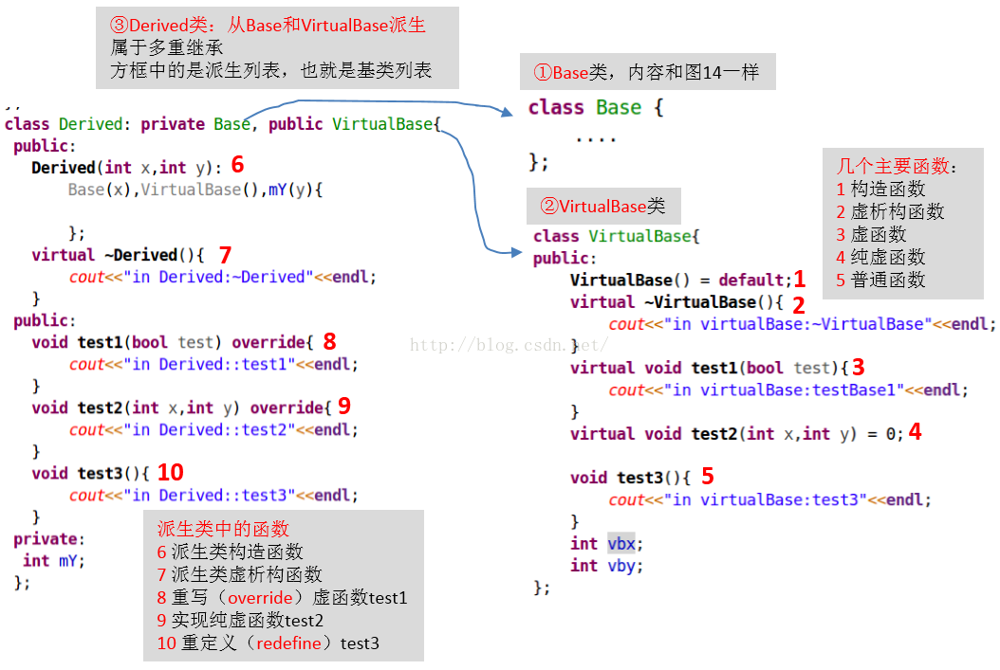 ③Derived类：从Base和VirtualBase派生
属于多重继承
方框中的是派生列表，也就是基类列表
};
class Derived: private Base, public VirtualBase{
public:
Derived(int x,int y): 6
Base(x),VirtualBase(),mY(y){
};
virtual ~Derived(){ 7
cout<<"in Derived:~Derived"<<endl;
}
public:
void test1(bool test) override{ 8
cout<<"in Derived::test1"<<endl;
}
void test2(int x,int y) override{ 9
cout<<"in Derived::test2"<<endl;
}
void test3(){ 10
cout<<"in Derived::test3"<<endl;
}
private:
int mY;
};
派生类中的函数
6 派生类构造函数
7 派生类虚析构函数
8 重写（override）虚函数test1
9 实现纯虚函数test2
10 重定义（redefine）test3
①Base类，内容和图14一样
class Base {
....
};
②VirtualBase类
class VirtualBase{
public:
VirtualBase() = default;1
virtual ~VirtualBase(){ 2
cout<<"in virtualBase:~VirtualBase"<<endl;
}
virtual void test1(bool test){3
cout<<"in virtualBase:testBase1"<<endl;
}
virtual void test2(int x,int y) = 0;4
void test3(){ 5
cout<<"in virtualBase:test3"<<endl;
}
int vbx;
int vby;
};
几个主要函数：
1 构造函数
2 虚析构函数
3 虚函数
4 纯虚函数
5 普通函数
http://blog.csdn.net/